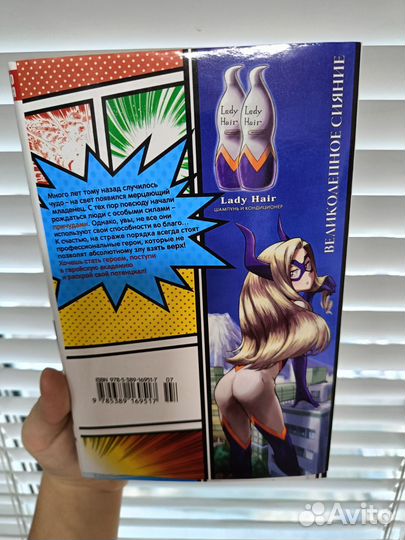 Много лет тому назад случилось
чудо – на свет появился мерцающий
младенец. С тех пор повсюду начали
рождаться люди с особыми силами –
причудами. Однако, увы, не все они
используют свои способности во благо...
К счастью, на страже порядка всегда стоят
профессиональные герои, которые не
позволят абсолютному злу взять верх!
Хочешь стать героем, поступи
в геройскую академию
и раскрой свой потенциал!
ISBN 978-5-389-16951-7
07
9 785389 169517
Lady
Hair
Lady
Hair
Lady Hair
ШАМПУНЬ И КОНДИЦИОНЕР
ВЕЛИКОЛЕПНОЕ СИЯНИЕ
Avito